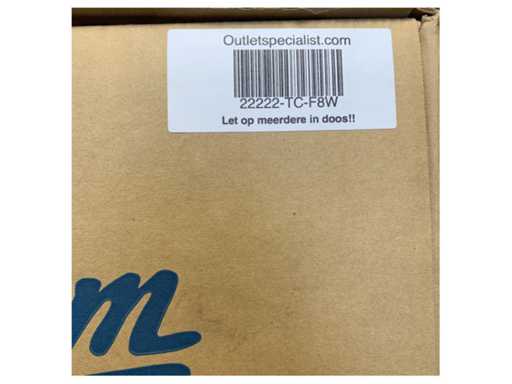 Outletspecialist.com
22222-TC-F8W
Let op meerdere in doos!!
m